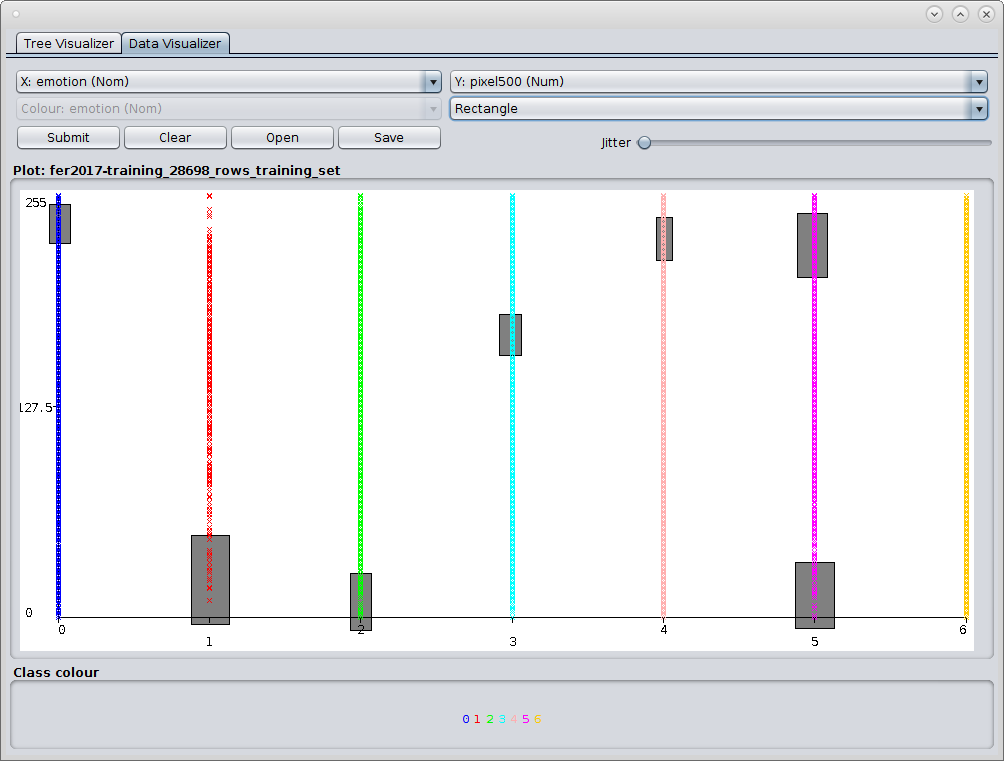 Tree Visualizer Data Visualizer
X: emotion (Nom) Y: pixel500 (Num)
Colour: emotion (Nom) Rectangle
Submit Clear Open Save Jitter
Plot: fer2017-training_28698_rows_training_set
255
127.5
0
0 2 4 6
1 3 5
Class colour
0 1 2 3 4 5 6